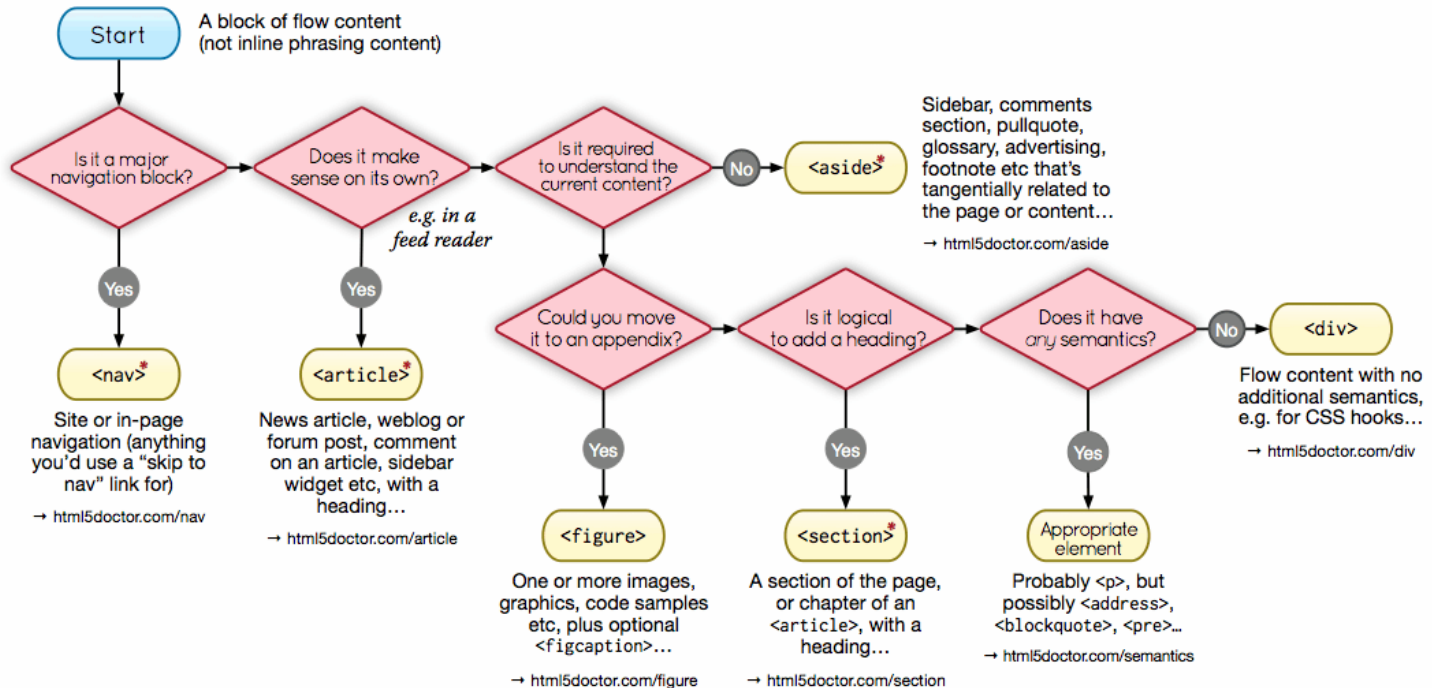 Start
A block of flow content
(not inline phrasing content)
Is it a major
navigation block?
Does it make
sense on its own?
e.g. in a
feed reader
Is it required
to understand the
current content?
No
<aside>*
Sidebar, comments
section, pullquote,
glossary, advertising,
footnote etc that’s
tangentially related to
the page or content…
→ html5doctor.com/aside
Yes
<nav>*
Site or in-page
navigation (anything
you’d use a “skip to
nav” link for)
→ html5doctor.com/nav
Yes
<article>*
News article, weblog or
forum post, comment
on an article, sidebar
widget etc, with a
heading…
→ html5doctor.com/article
Could you move
it to an appendix?
Is it logical
to add a heading?
Does it have
any semantics?
No
<div>
Flow content with no
additional semantics,
e.g. for CSS hooks…
→ html5doctor.com/div
Yes
<figure>
One or more images,
graphics, code samples
etc, plus optional
<figcaption>…
→ html5doctor.com/figure
Yes
<section>*
A section of the page,
or chapter of an
<article>, with a
heading…
→ html5doctor.com/section
Yes
Appropriate
element
Probably <p>, but
possibly <address>,
<blockquote>, <pre>…
→ html5doctor.com/semantics